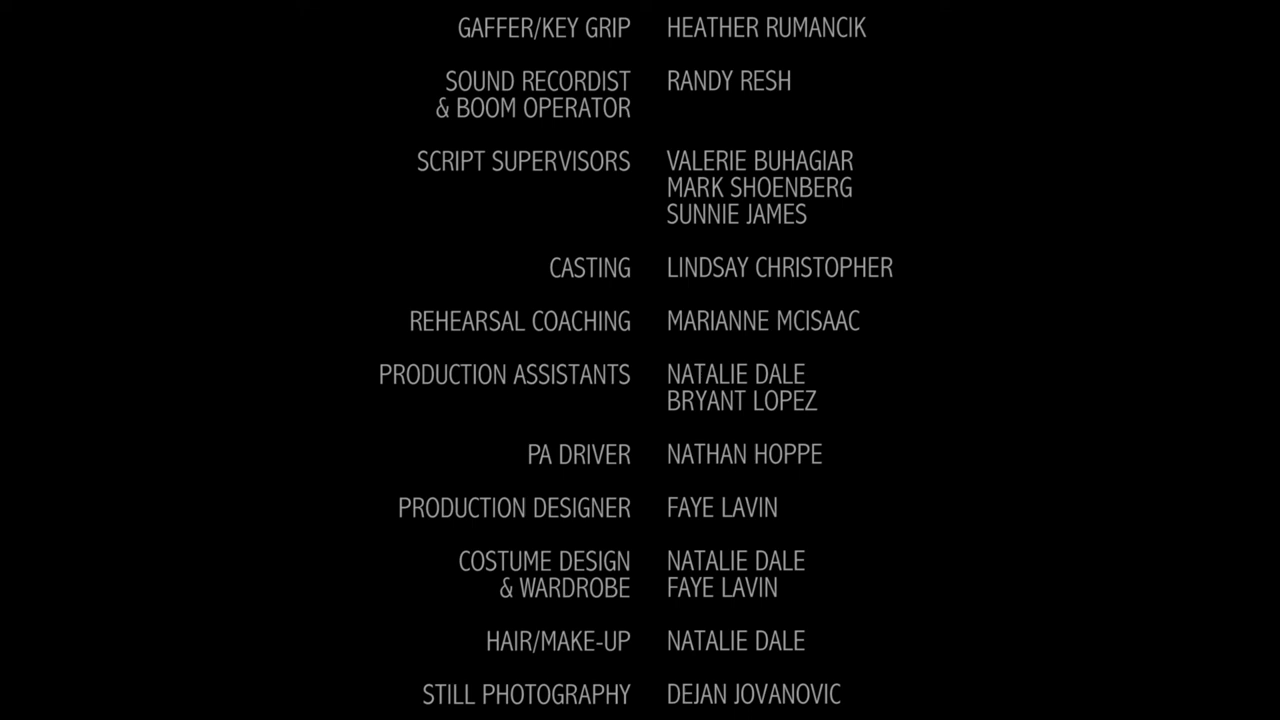 GAFFER/KEY GRIP HEATHER RUMANCIK
SOUND RECORDIST RANDY RESH
& BOOM OPERATOR
SCRIPT SUPERVISORS VALERIE BUHAGIAR
MARK SHOENBERG
SUNNIE JAMES
CASTING LINDSAY CHRISTOPHER
REHEARSAL COACHING MARIANNE MCISAAC
PRODUCTION ASSISTANTS NATALIE DALE
BRYANT LOPEZ
PA DRIVER NATHAN HOPPE
PRODUCTION DESIGNER FAYE LAVIN
COSTUME DESIGN NATALIE DALE
& WARDROBE FAYE LAVIN
HAIR/MAKE-UP NATALIE DALE
STILL PHOTOGRAPHY DEJAN JOVANOVIC